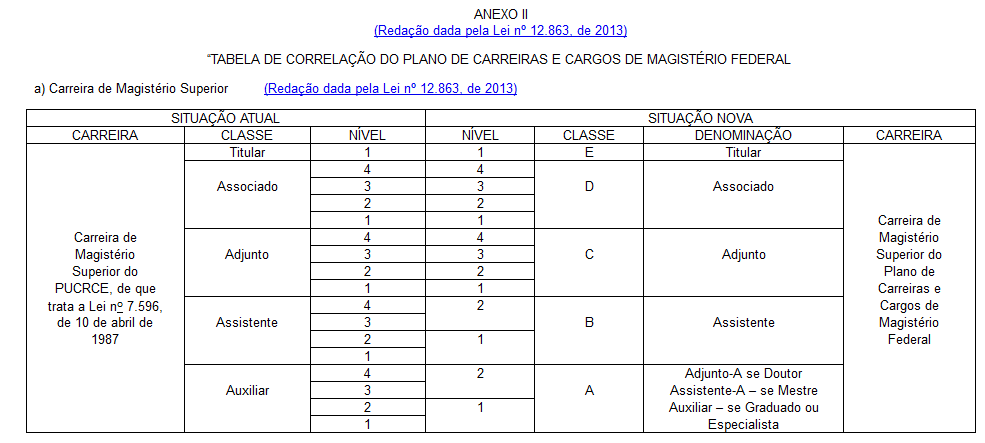 ANEXO II
(Redação dada pela Lei nº 12.863, de 2013)
“TABELA DE CORRELAÇÃO DO PLANO DE CARREIRAS E CARGOS DE MAGISTÉRIO FEDERAL
a) Carreira de Magistério Superior (Redação dada pela Lei nº 12.863, de 2013)
SITUAÇÃO ATUAL SITUAÇÃO NOVA
CARREIRA CLASSE NÍVEL NÍVEL CLASSE DENOMINAÇÃO CARREIRA
Titular 1 1 E Titular
4 4
Associado 3 3 D Associado
2 2
1 1 Carreira de
Carreira de 4 4 Magistério
Magistério Adjunto 3 3 C Adjunto Superior do
Superior do 2 2 Plano de
PUCRCE, de que 1 1 Carreiras e
trata a Lei nº 7.596, 4 2 Cargos de
de 10 de abril de Assistente 3 B Assistente Magistério
1987 2 1 Federal
1
4 2 Adjunto-A se Doutor
Auxiliar 3 A Assistente-A – se Mestre
2 1 Auxiliar – se Graduado ou
1 Especialista